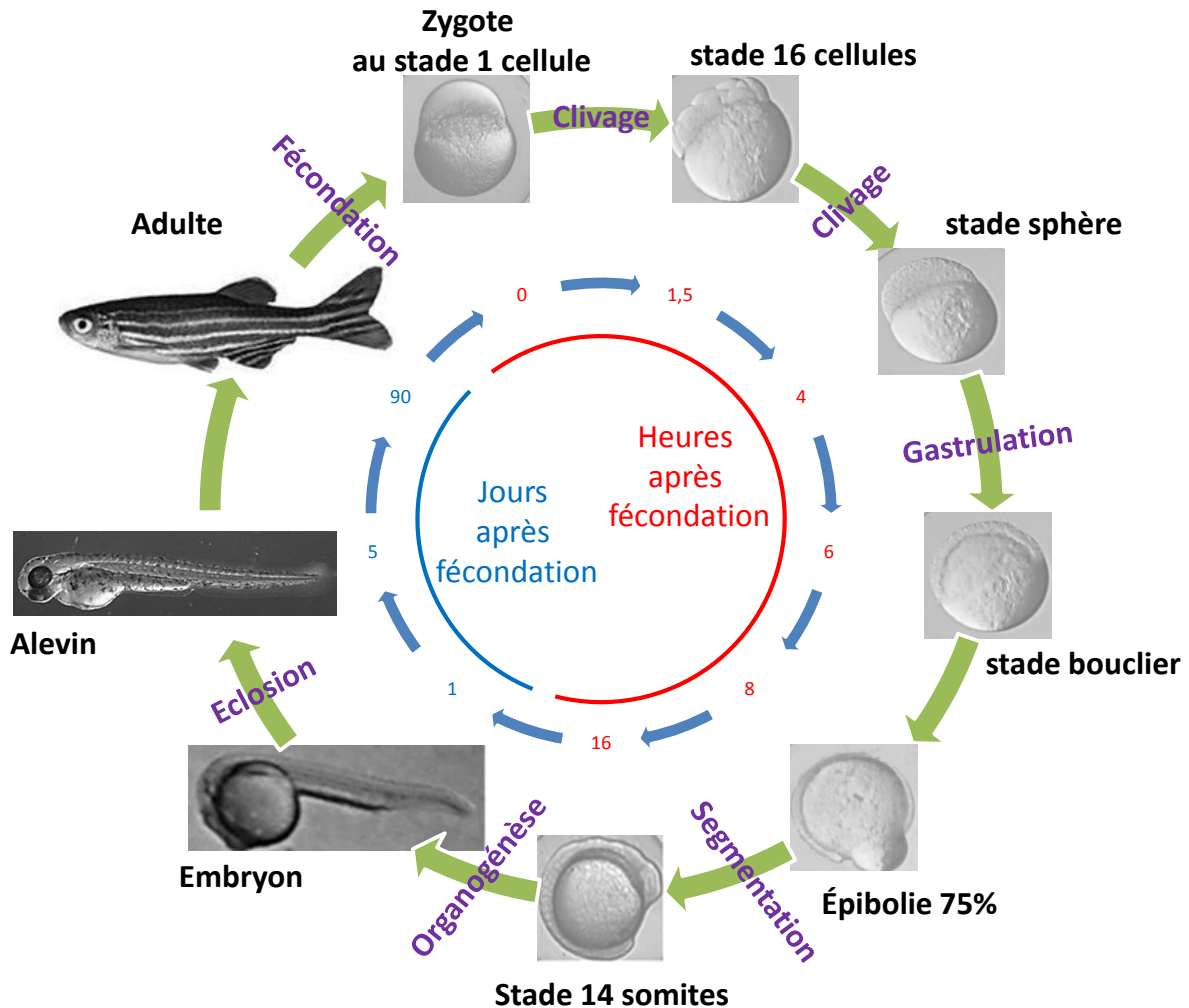 Zygote
au stade 1 cellule
Clivage
stade 16 cellules
Clivage
stade sphère
Gastrulation
stade bouclier
Épibolie 75%
Segmentation
Stade 14 somites
Organogénèse
Embryon
Eclosion
Alevin
Adulte
Fécondation
0
1,5
4
6
8
16
1
5
90
Heures
après
fécondation
Jours
après
fécondation